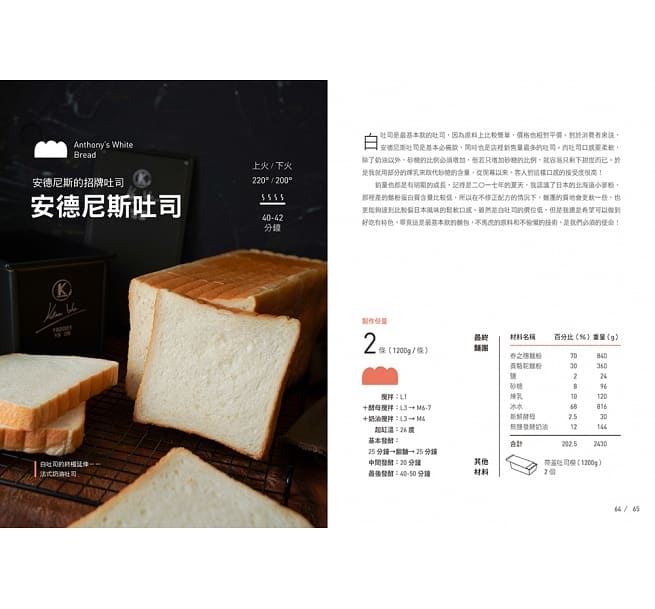 Anthony's White
Bread
安德尼斯的招牌吐司
安德尼斯吐司
上火 / 下火
220° / 200°
40-42
分鐘
K
白吐司的終極延伸——
法式奶油吐司
白吐司是最基本款的吐司，因為原料上比較簡單，價格也相對平價。對於消費者來說，
安德尼斯吐司是基本必備款，同時也是店裡銷售量最多的吐司。而吐司口感要柔軟，
除了奶油以外，砂糖的比例必須增加，但若只增加砂糖的比例，就容易只剩下甜度而已。於
是我就用部分的煉乳來取代砂糖的含量，從開幕以來，客人對這樣口感的接受度很高！
銷量也都是有明顯的成長，記得是二〇一七年的夏天，我認識了日本的北海道小麥粉，
那裡產的麵粉蛋白質含量比較低，所以在不修正配方的情況下，麵團的質地會更軟一些，也
更能夠達到比較偏日本風味的鬆軟口感。雖然是白吐司的價位低，但是我還是希望可以做到
好吃有特色，畢竟這是最基本款的麵包，不馬虎的原料和不偷懶的技術，是我們必須的使命！
製作份量
2 條（1200g / 條）
攪拌：L1
+酵母攪拌：L3→M6-7
+奶油攪拌：L3→M4
起缸溫：26 度
基本發酵：
25 分鐘→翻麵→25 分鐘
中間發酵：20 分鐘
最後發酵：40-50 分鐘
最終
麵團
材料名稱 百分比（%） 重量（g）
春之穗麵粉 70 840
貴駱駝麵粉 30 360
鹽 2 24
砂糖 8 96
煉乳 10 120
冰水 68 816
新鮮酵母 2.5 30
無鹽發酵奶油 12 144
合計 202.5 2430
其他
材料
帶蓋吐司模（1200g）
2 個
64 / 65